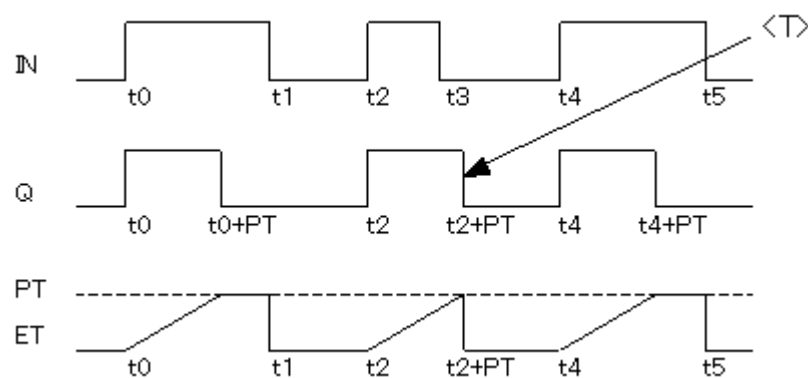 <T>
IN
t0 t1 t2 t3 t4 t5
Q
t0 t0+PT t2 t2+PT t4 t4+PT
PT
ET
t0 t1 t2 t2+PT t4 t5